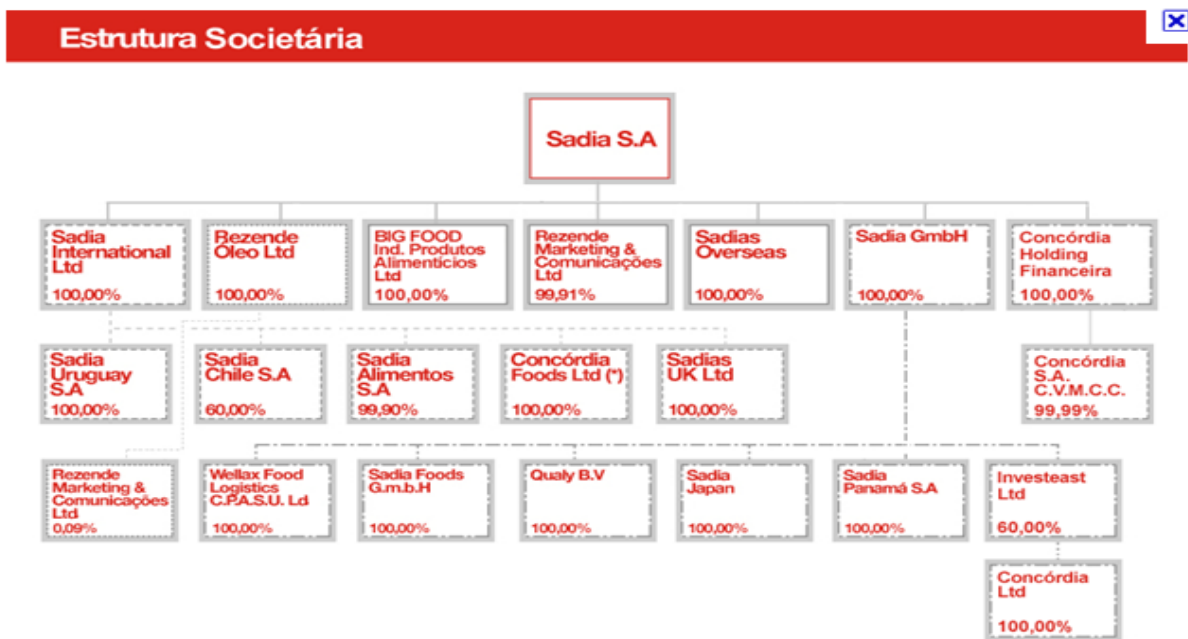 Estrutura Societária
Sadia S.A
Sadia
International
Ltd
100,00%
Rezende
Óleo Ltd
100,00%
BIG FOOD
Ind. Produtos
Alimentícios
Ltd
100,00%
Rezende
Marketing &
Comunicações
Ltd
99,91%
Sadias
Overseas
100,00%
Sadia GmbH
100,00%
Concórdia
Holding
Financeira
100,00%
Sadia
Uruguay
S.A
100,00%
Sadia
Chile S.A
60,00%
Sadia
Alimentos
S.A
99,90%
Concórdia
Foods Ltd (*)
100,00%
Sadias
UK Ltd
100,00%
Concórdia
S.A.
C.V.M.C.C.
99,99%
Rezende
Marketing &
Comunicações
Ltd
0,09%
Wellax Food
Logistics
C.P.A.S.U. Ld
100,00%
Sadia Foods
G.m.b.H
100,00%
Qualy B.V
100,00%
Sadia
Japan
100,00%
Sadia
Panamá S.A
100,00%
Investeast
Ltd
60,00%
Concórdia
Ltd
100,00%